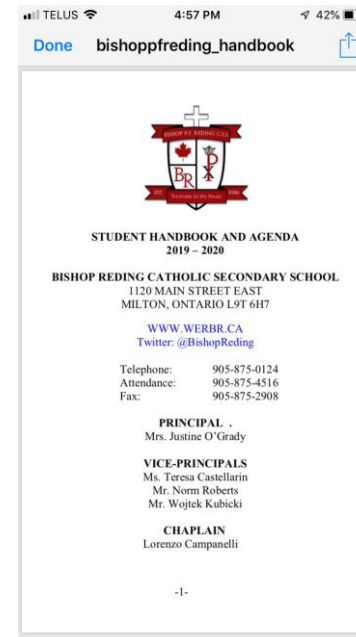 TELUS 4:57 PM 42%
Done bishoppfreding_handbook
BISHOP P.F. REDING C.S.S.
BR
EST. 1986
STUDENT HANDBOOK AND AGENDA
2019 – 2020
BISHOP REDING CATHOLIC SECONDARY SCHOOL
1120 MAIN STREET EAST
MILTON, ONTARIO L9T 6H7
WWW.WERBR.CA
Twitter: @BishopReding
Telephone: 905-875-0124
Attendance: 905-875-4516
Fax: 905-875-2908
PRINCIPAL .
Mrs. Justine O’Grady
VICE-PRINCIPALS
Ms. Teresa Castellarin
Mr. Norm Roberts
Mr. Wojtek Kubicki
CHAPLAIN
Lorenzo Campanelli
-1-